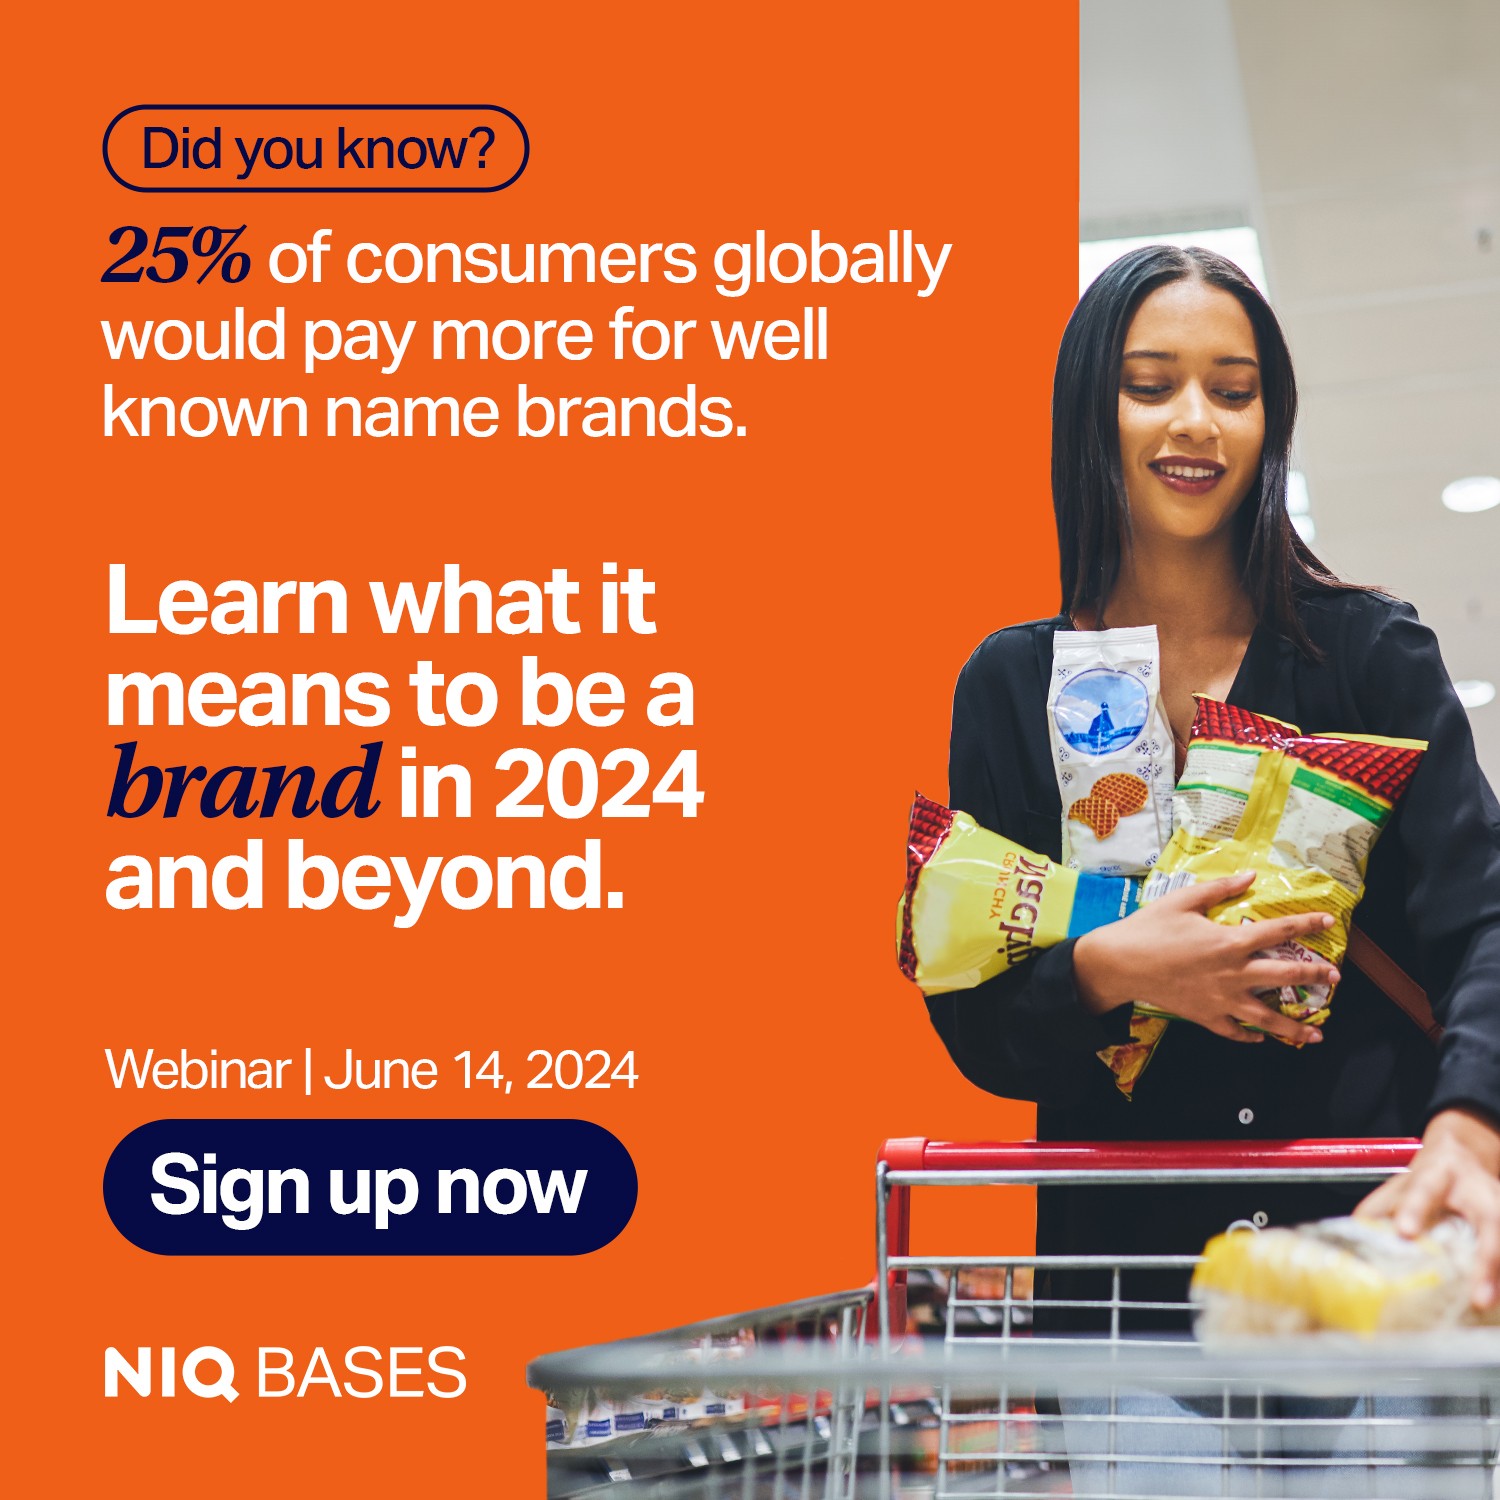 Did you know?
25% of consumers globally
would pay more for well
known name brands.
Learn what it
means to be a
brand in 2024
and beyond.
Webinar | June 14, 2024
Sign up now
NIQ BASES
CRUNCHY